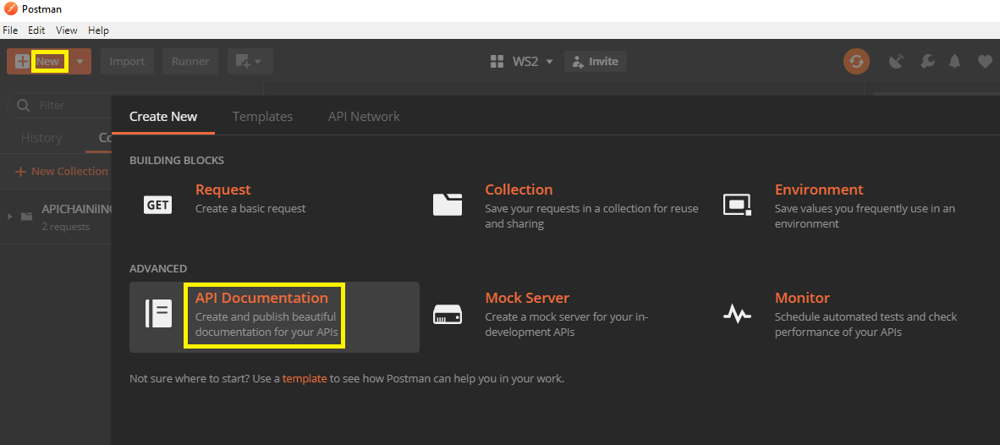 Postman
File Edit View Help
New Import Runner WS2 Invite
Filter
Create New Templates API Network
History Co
BUILDING BLOCKS
New Collection
Request Collection Environment
GET
Create a basic request
Save your requests in a collection for reuse
and sharing
Save values you frequently use in an
environment
APICHAINiINC
2 requests
ADVANCED
API Documentation
Create and publish beautiful
documentation for your APIs
Mock Server
Create a mock server for your in-
development APIs
Monitor
Schedule automated tests and check
performance of your APIs
Not sure where to start? Use a template to see how Postman can help you in your work.